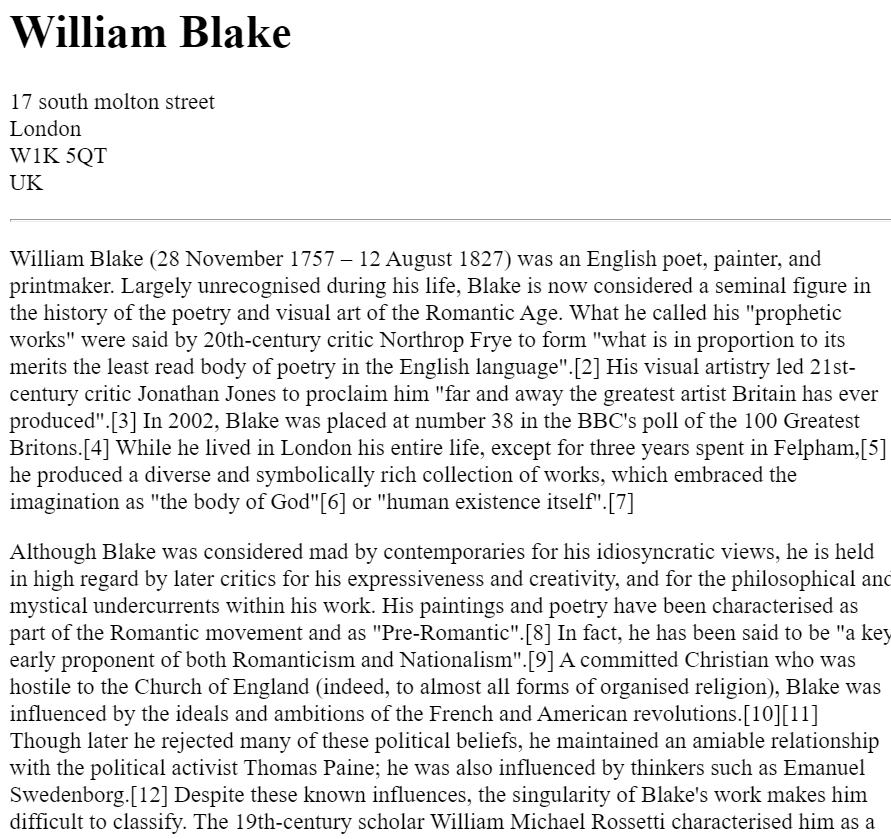 William Blake
17 south molton street
London
W1K 5QT
UK
William Blake (28 November 1757 – 12 August 1827) was an English poet, painter, and
printmaker. Largely unrecognised during his life, Blake is now considered a seminal figure in
the history of the poetry and visual art of the Romantic Age. What he called his "prophetic
works" were said by 20th-century critic Northrop Frye to form "what is in proportion to its
merits the least read body of poetry in the English language".[2] His visual artistry led 21st-
century critic Jonathan Jones to proclaim him "far and away the greatest artist Britain has ever
produced".[3] In 2002, Blake was placed at number 38 in the BBC's poll of the 100 Greatest
Britons.[4] While he lived in London his entire life, except for three years spent in Felpham,[5]
he produced a diverse and symbolically rich collection of works, which embraced the
imagination as "the body of God"[6] or "human existence itself".[7]
Although Blake was considered mad by contemporaries for his idiosyncratic views, he is held
in high regard by later critics for his expressiveness and creativity, and for the philosophical and
mystical undercurrents within his work. His paintings and poetry have been characterised as
part of the Romantic movement and as "Pre-Romantic".[8] In fact, he has been said to be "a key
early proponent of both Romanticism and Nationalism".[9] A committed Christian who was
hostile to the Church of England (indeed, to almost all forms of organised religion), Blake was
influenced by the ideals and ambitions of the French and American revolutions.[10][11]
Though later he rejected many of these political beliefs, he maintained an amiable relationship
with the political activist Thomas Paine; he was also influenced by thinkers such as Emanuel
Swedenborg.[12] Despite these known influences, the singularity of Blake's work makes him
difficult to classify. The 19th-century scholar William Michael Rossetti characterised him as a